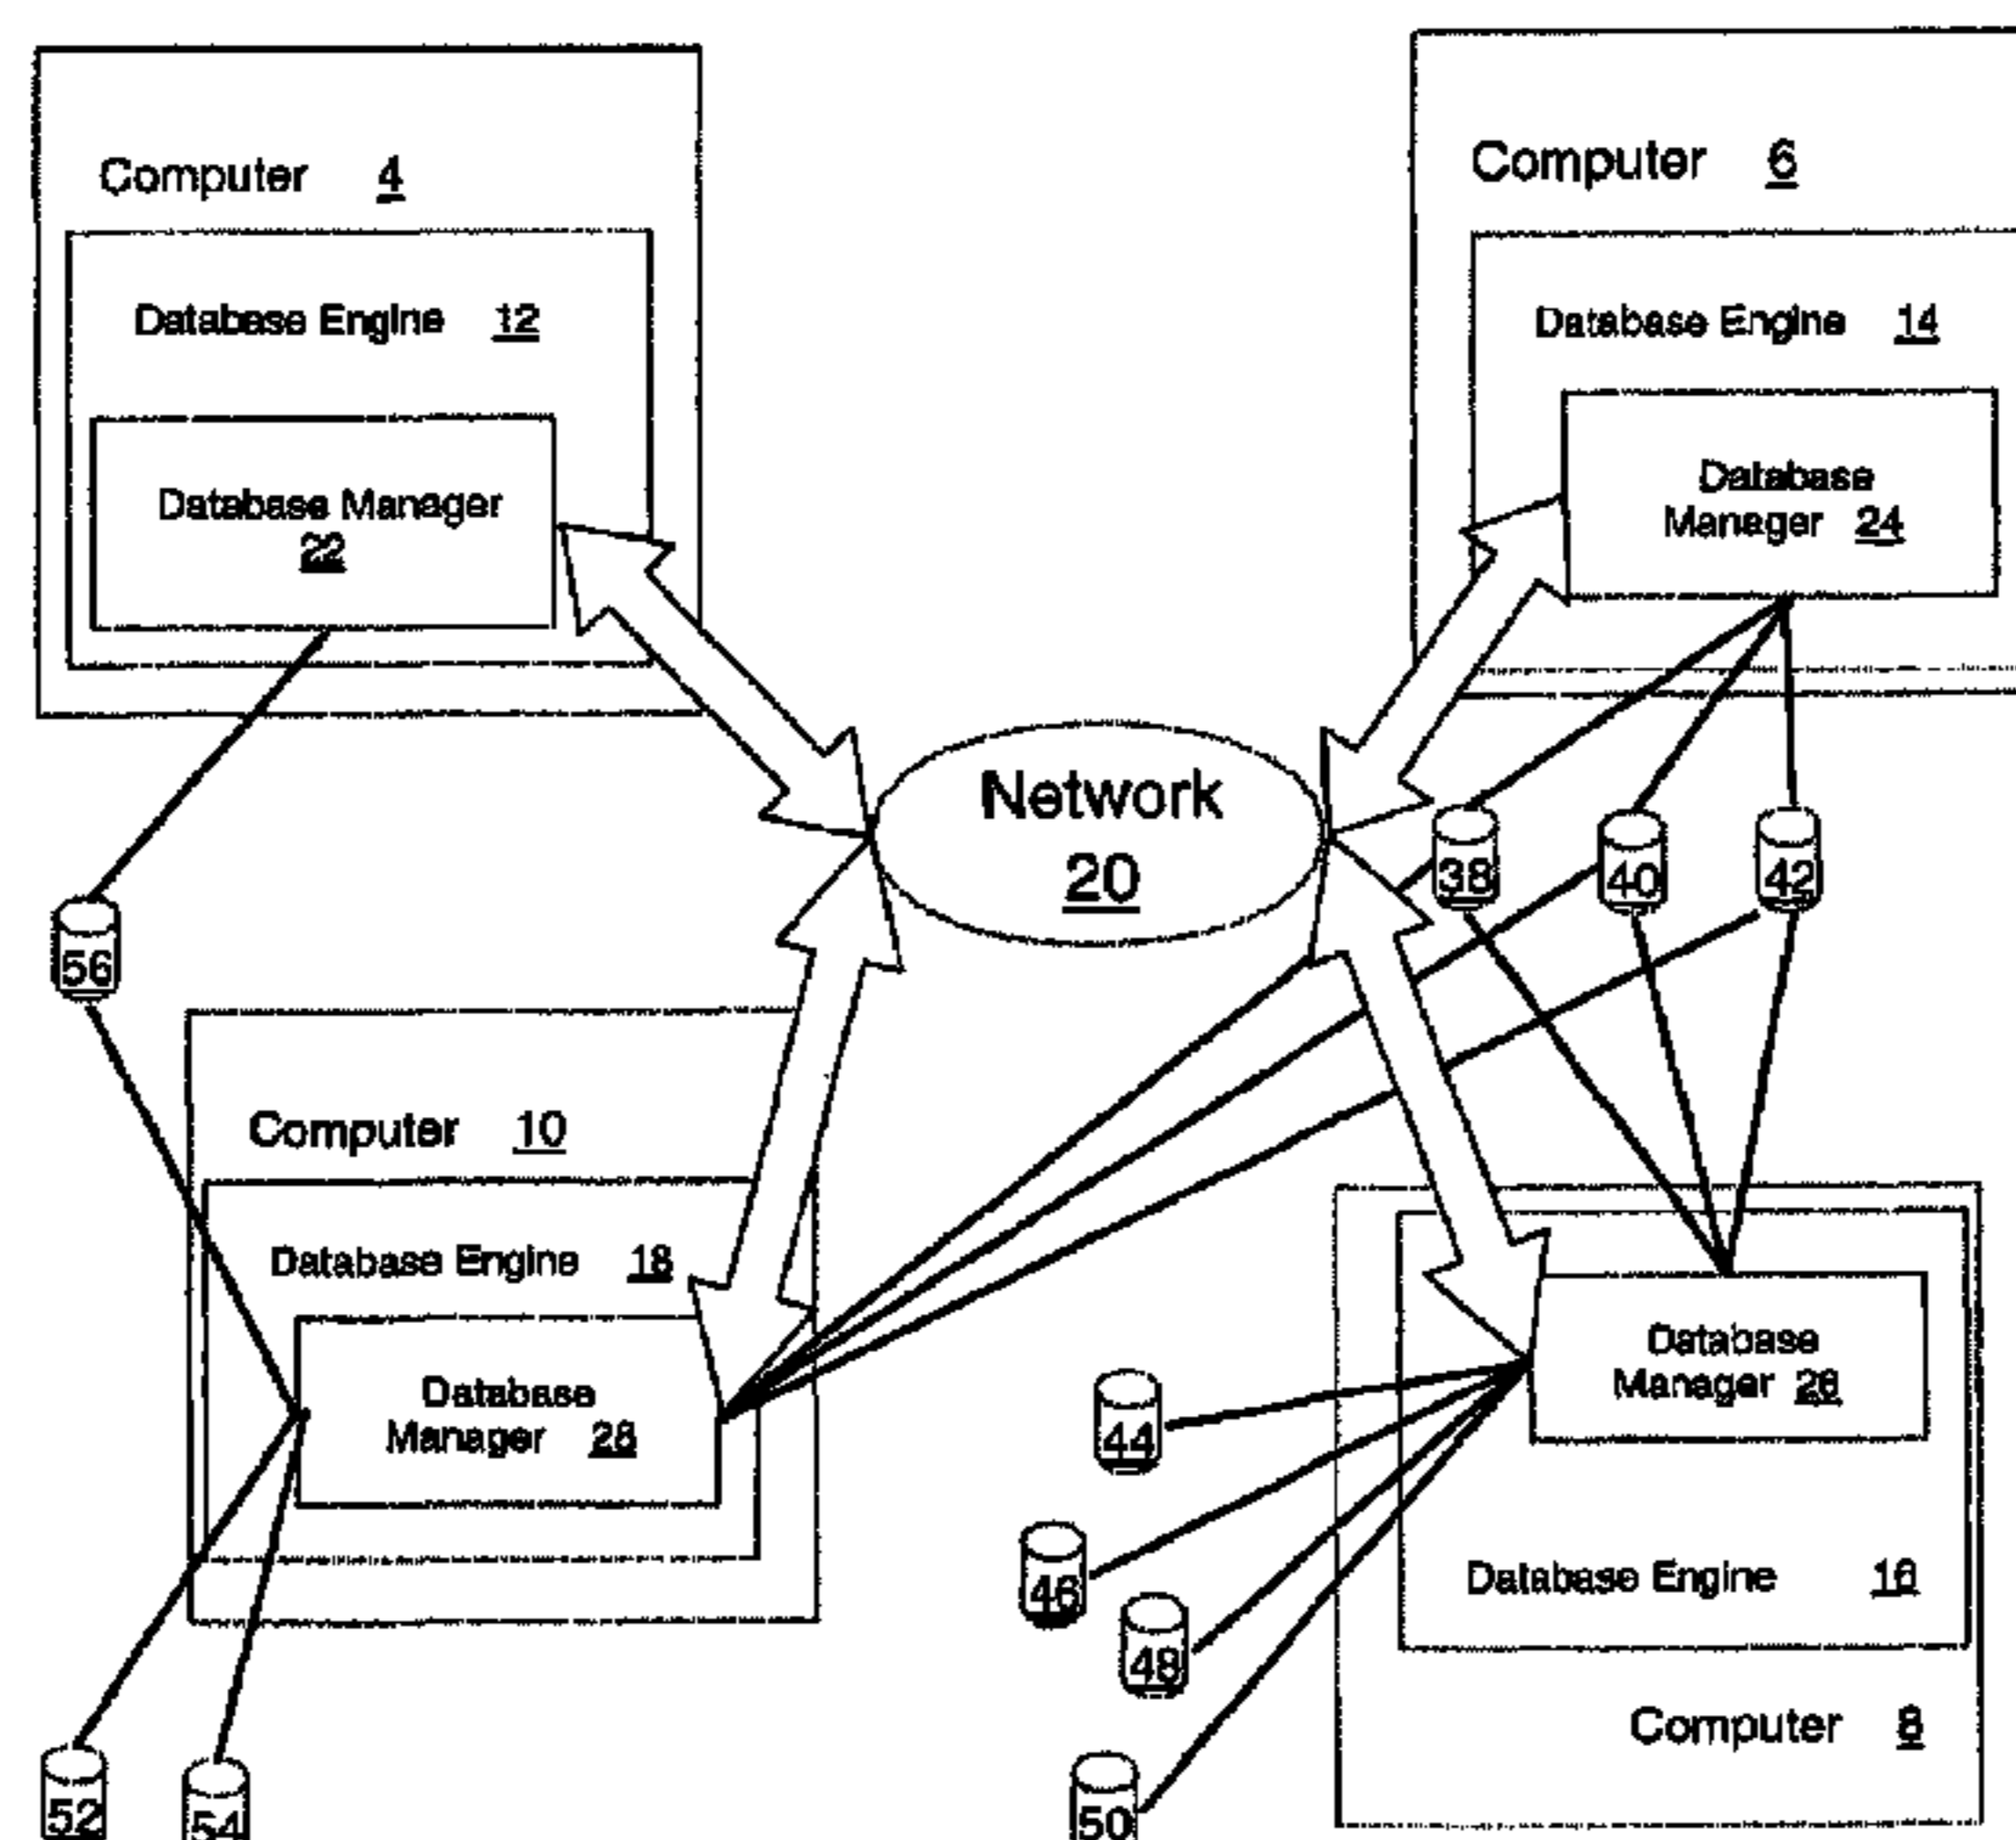 Computer 4
Database Engine 12
Database Manager
22
Computer 6
Database Engine 14
Database
Manager 24
Network
20
38
40
42
56
Computer 10
Database Engine 18
Database
Manager 28
Database
Manager 26
44
46
48
Database Engine 16
Computer 8
52
54
50